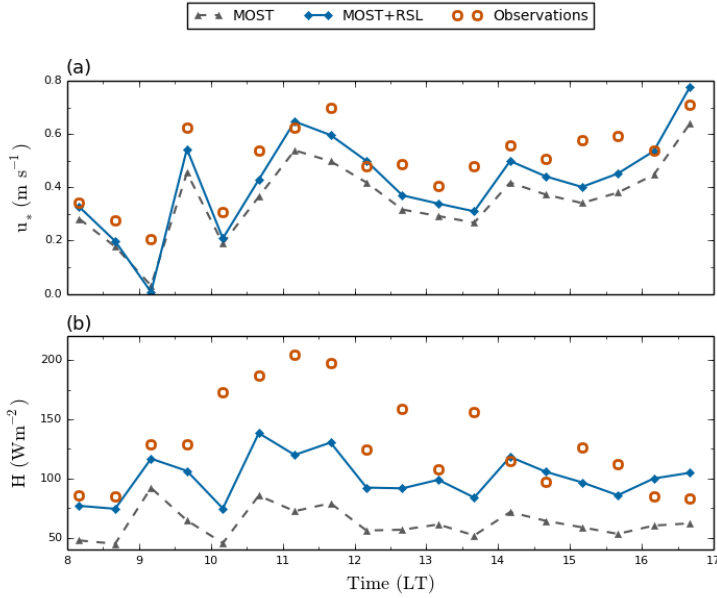 MOST MOST+RSL Observations
(a)
0.8
0.6
0.4
0.2
0.0
u* (m s⁻¹)
(b)
200
150
100
50
H (Wm⁻²)
8 9 10 11 12 13 14 15 16 17
Time (LT)